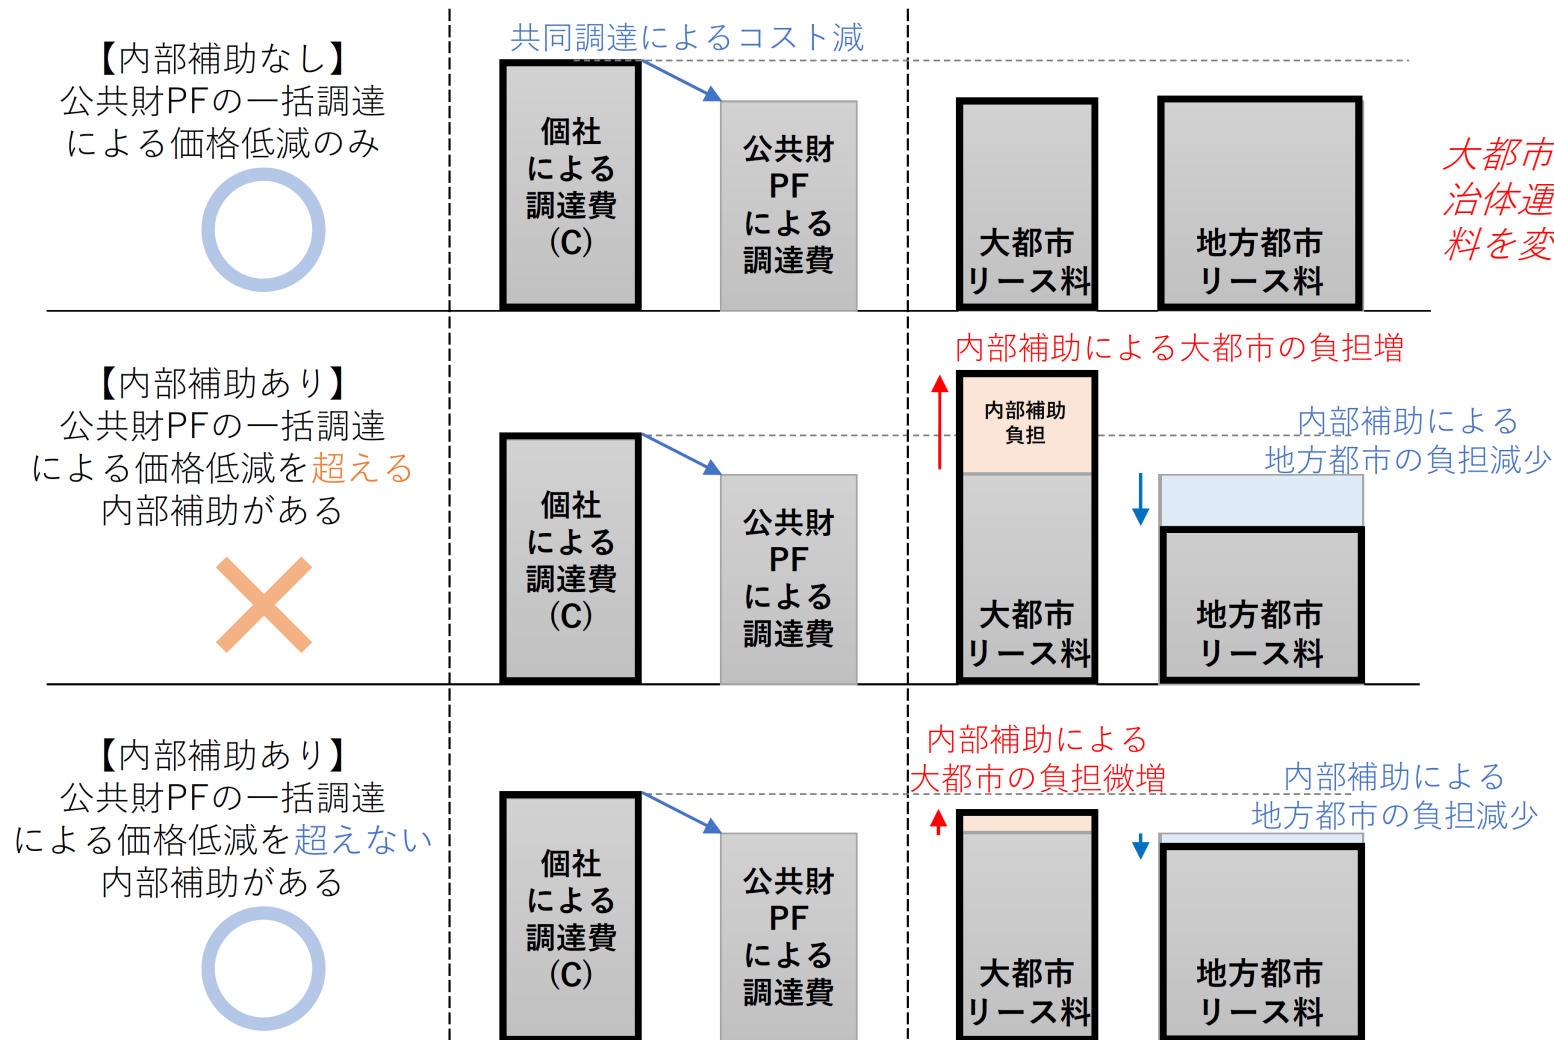 【内部補助なし】
公共財PFの一括調達
による価格低減のみ
共同調達によるコスト減
個社
による
調達費
(C)
公共財
PF
による
調達費
大都市
リース料
地方都市
リース料
大都市
治体運
料を変
【内部補助あり】
公共財PFの一括調達
による価格低減を超える
内部補助がある
個社
による
調達費
(C)
公共財
PF
による
調達費
内部補助による大都市の負担増
内部補助
負担
大都市
リース料
内部補助による
地方都市の負担減少
地方都市
リース料
【内部補助あり】
公共財PFの一括調達
による価格低減を超えない
内部補助がある
個社
による
調達費
(C)
公共財
PF
による
調達費
内部補助による
大都市の負担微増
大都市
リース料
内部補助による
地方都市の負担減少
地方都市
リース料